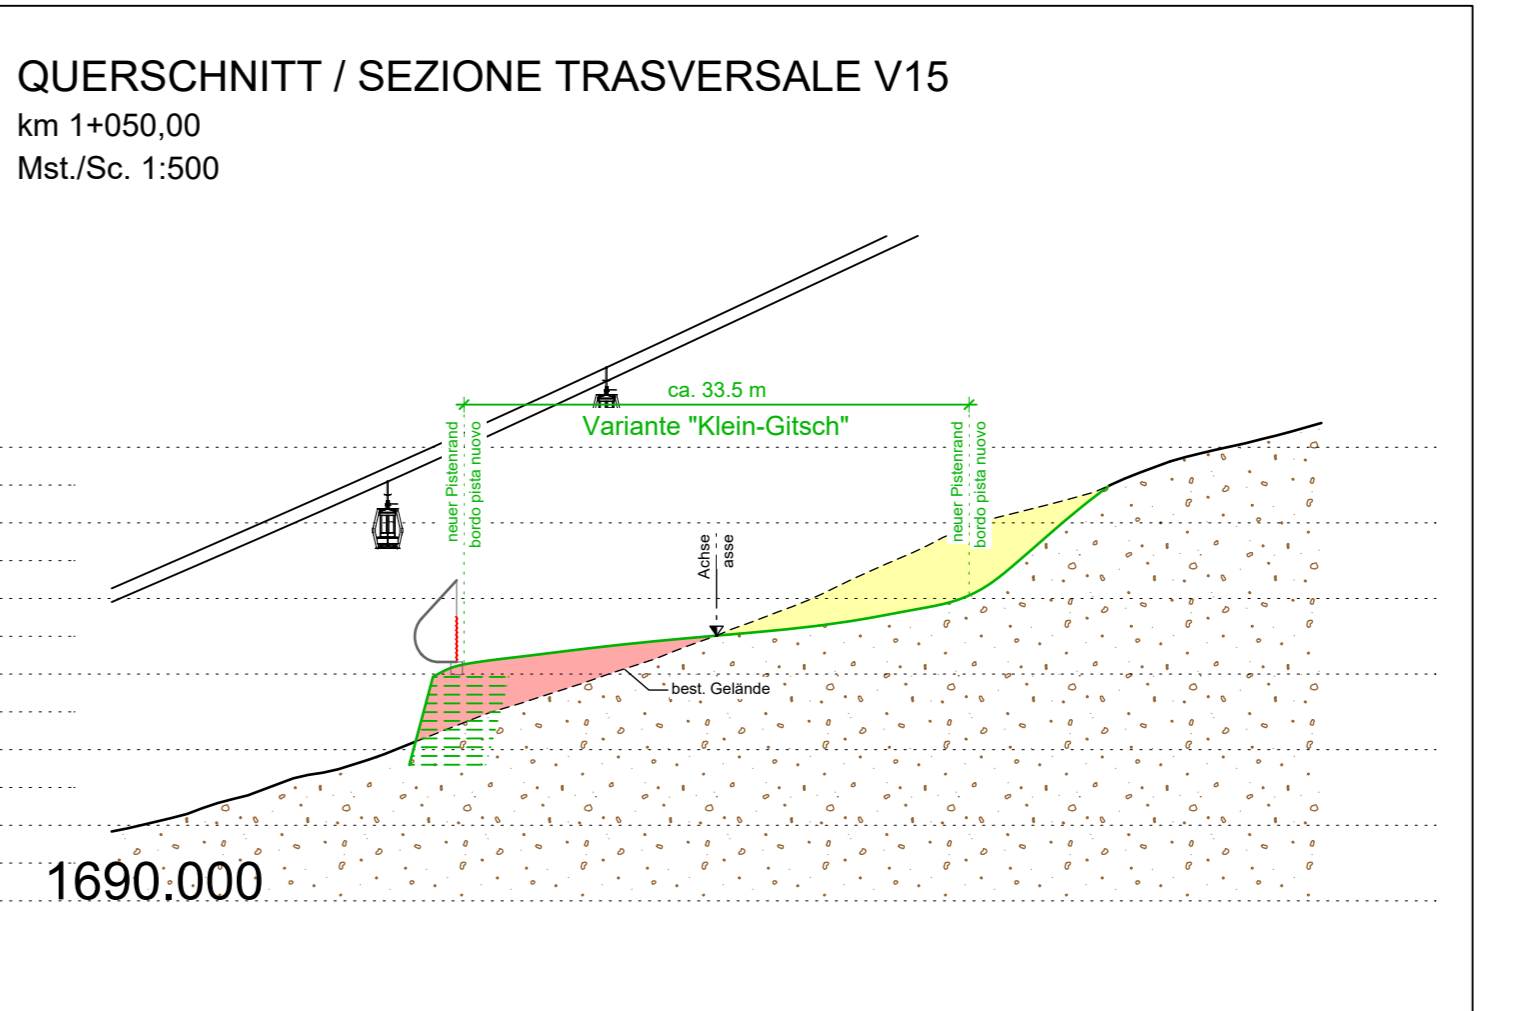 QUERSCHNITT / SEZIONE TRASVERSALE V15
km 1+050,00
Mst./Sc. 1:500
ca. 33.5 m
Variante "Klein-Gitsch"
neuer Pistenrand
bordo pista nuovo
neuer Pistenrand
bordo pista nuovo
Achse
asse
best. Gelände
1690.000